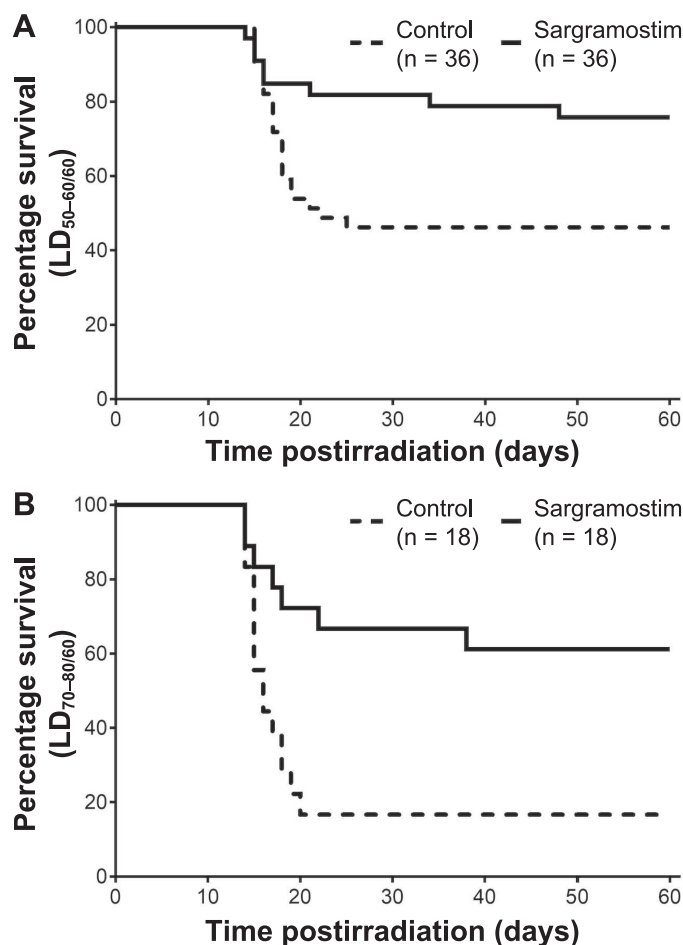 A
Control
(n = 36)
Sargramostim
(n = 36)
Percentage survival
(LD50–60/60)
100
80
60
40
20
0
0 10 20 30 40 50 60
Time postirradiation (days)
B
Control
(n = 18)
Sargramostim
(n = 18)
Percentage survival
(LD70–80/60)
100
80
60
40
20
0
0 10 20 30 40 50 60
Time postirradiation (days)